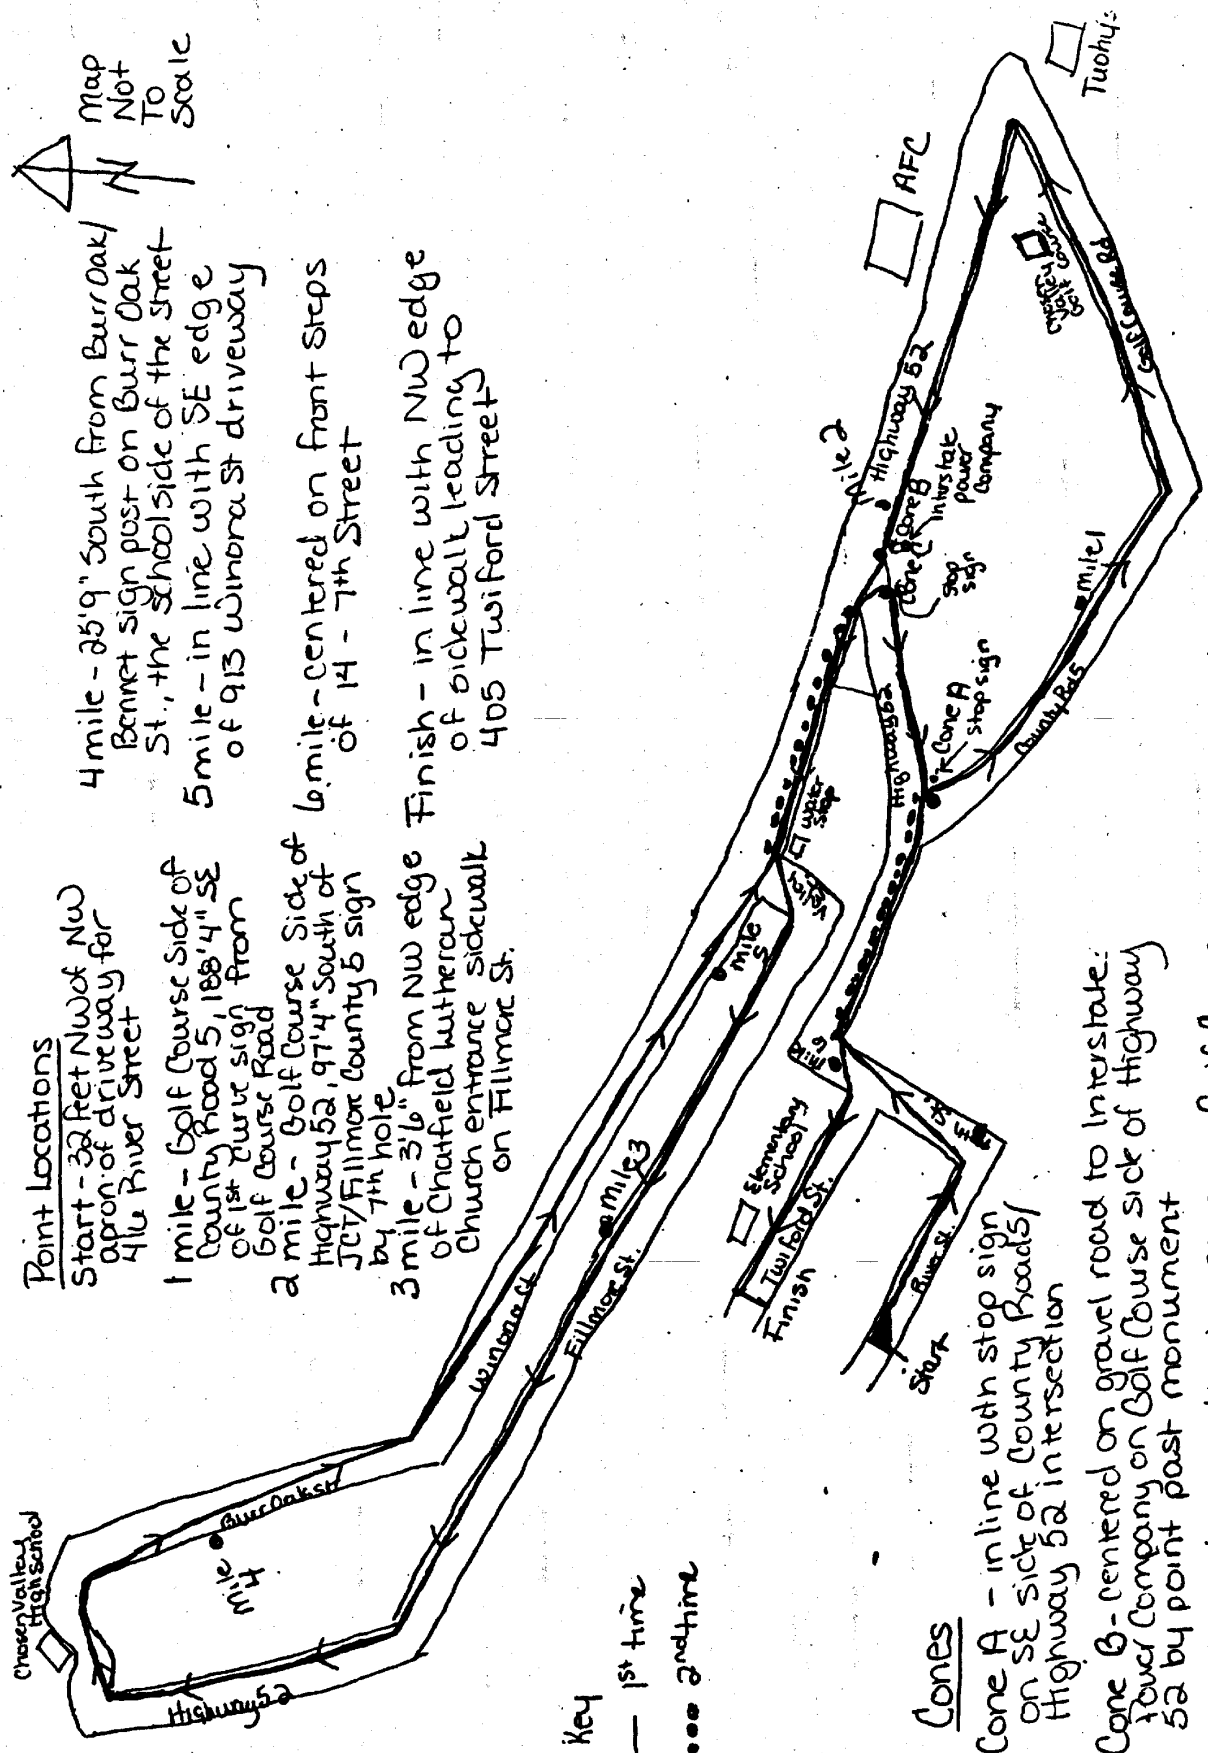 Point Locations
Start - 32 feet NW of NW
apron of driveway for
416 River Street
1 mile - Golf Course Side of
County Road 5, 188'4" SE
of 1st curve sign from
Golf Course Road
2 mile - Golf Course Side of
Highway 52, 97'4" South of
JCT/Fillmore County 5 sign
by 7th hole
3 mile - 3'6" from NW edge
of Chatfield Lutheran
Church entrance sidewalk
on Fillmore St.
4 mile - 25'9" South from Burr Oak/
Bennet sign post on Burr Oak
St., the school side of the street
5 mile - in line with SE edge
of 913 Winona St driveway
6 mile - centered on front steps
of 14 - 7th Street
Finish - in line with NW edge
of sidewalk leading to
405 Twiford Street
N
Map
Not
To
Scale
Chosen Valley
High School
Highway 52
Mile
4
Burr Oak St
Winona St.
Fillmore St.
Mile 3
Mile
5
Water
Stop
Elementary
School
Twiford St.
Finish
Mile
6
River St.
Start
Highway 52
Cone A
stop sign
County Rd 5
Mile 1
Cone C
stop
sign
Cone B
Interstate
Power
Company
Mile 2
Highway 52
AFC
Golf Course
Golf Course Rd
Tuohy's
Key
— 1st time
••• 2nd time
Cones
Cone A - inline with stop sign
on SE side of County Road 5/
Highway 52 intersection
Cone B - centered on gravel road to Interstate
Power Company on Golf Course side of Highway
52 by point past monument